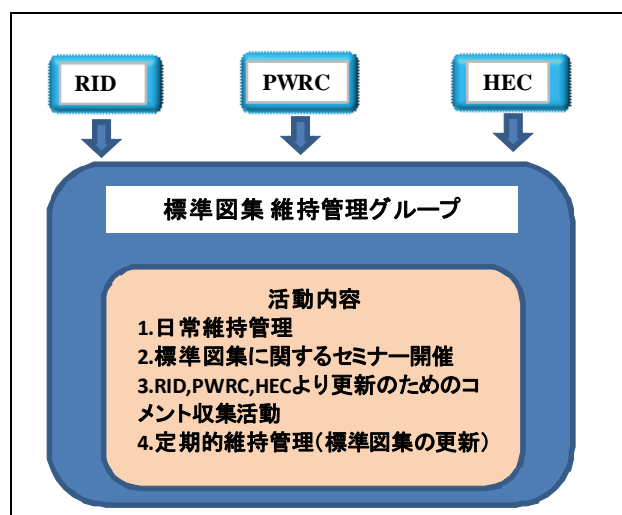 RID
PWRC
HEC
標準図集 維持管理グループ
活動内容
1.日常維持管理
2.標準図集に関するセミナー開催
3.RID,PWRC,HECより更新のためのコ
メント収集活動
4.定期的維持管理(標準図集の更新)